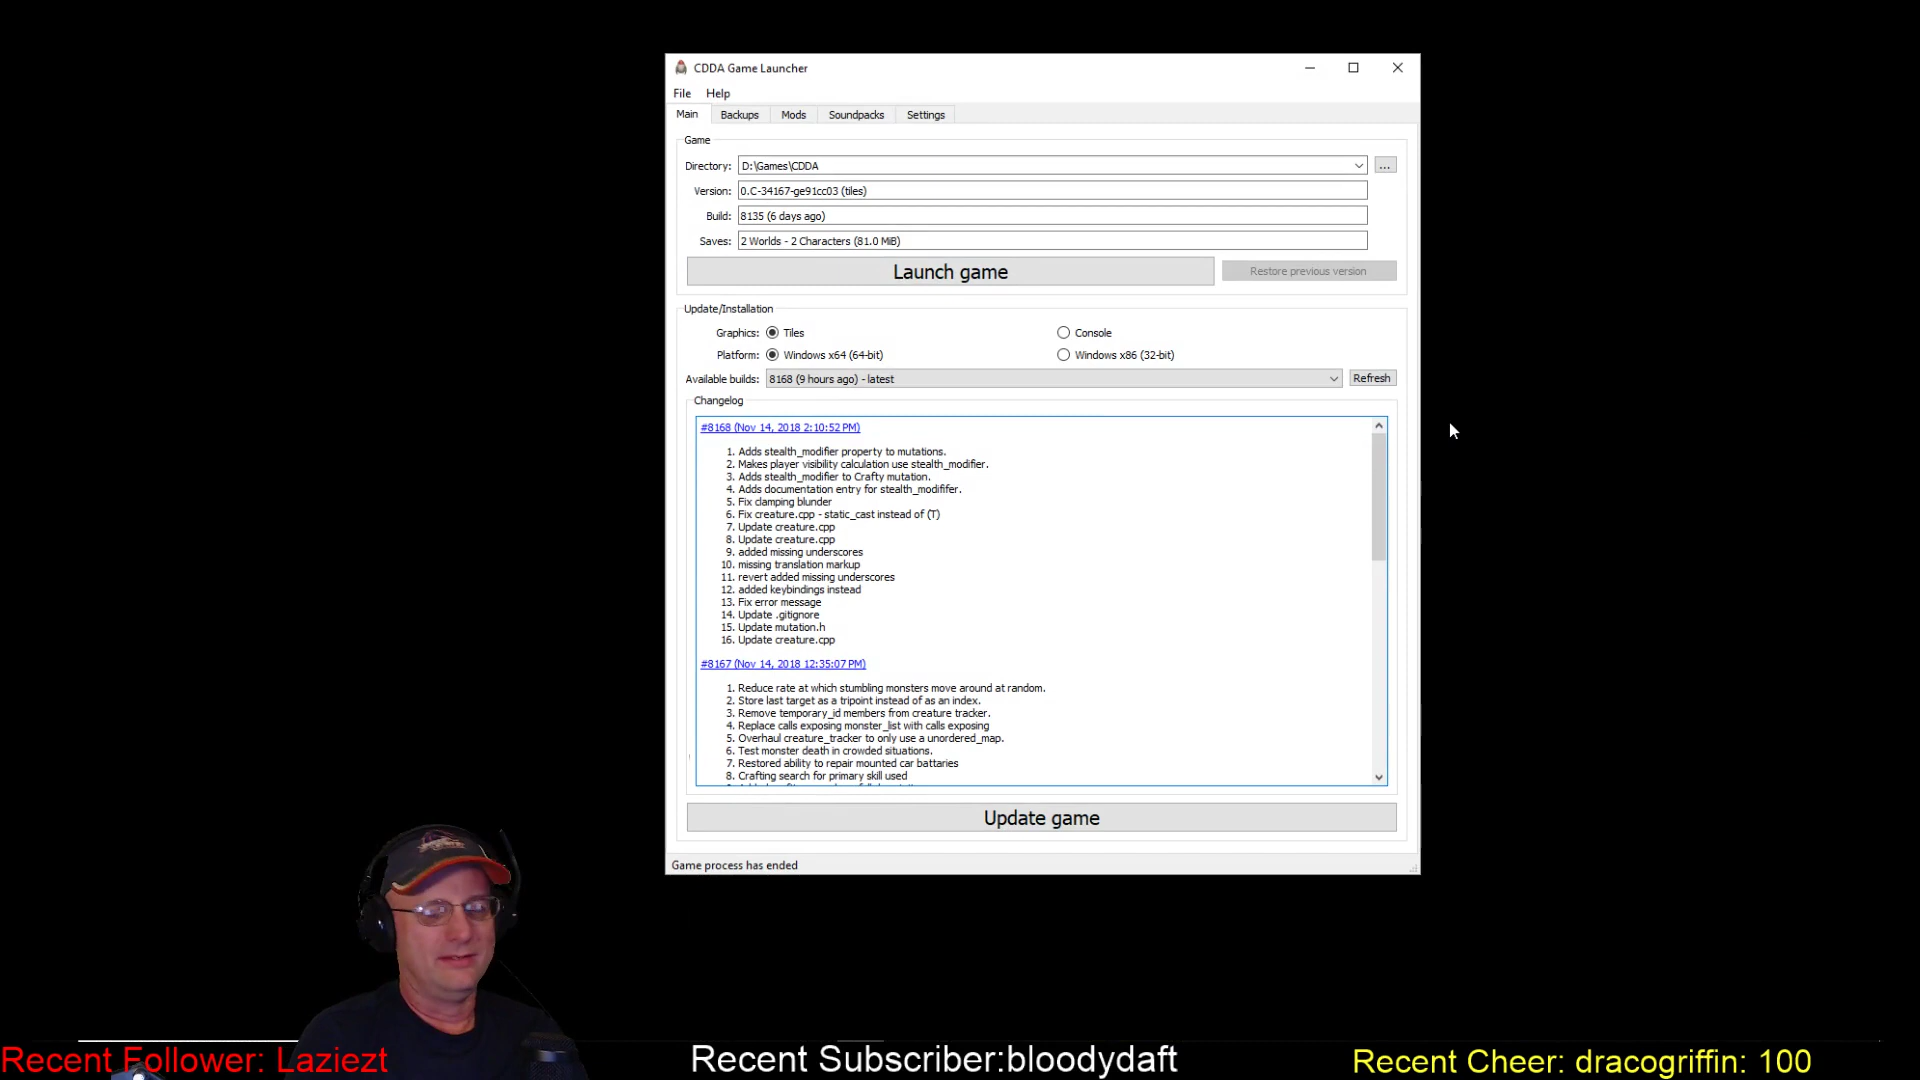 CDDA Game Launcher
File Help
Main Backups Mods Soundpacks Settings
Game
Directory: D:\Games\CDDA ...
Version: 0.C-34167-ge91cc03 (tiles)
Build: 8135 (6 days ago)
Saves: 2 Worlds - 2 Characters (81.0 MiB)
Launch game Restore previous version
Update/Installation
Graphics: Tiles Console
Platform: Windows x64 (64-bit) Windows x86 (32-bit)
Available builds: 8168 (9 hours ago) - latest Refresh
Changelog
#8168 (Nov 14, 2018 2:10:52 PM)
1. Adds stealth_modifier property to mutations.
2. Makes player visibility calculation use stealth_modifier.
3. Adds stealth_modifier to Crafty mutation.
4. Adds documentation entry for stealth_modififer.
5. Fix clamping blunder
6. Fix creature.cpp - static_cast instead of (T)
7. Update creature.cpp
8. Update creature.cpp
9. added missing underscores
10. missing translation markup
11. revert added missing underscores
12. added keybindings instead
13. Fix error message
14. Update .gitignore
15. Update mutation.h
16. Update creature.cpp
#8167 (Nov 14, 2018 12:35:07 PM)
1. Reduce rate at which stumbling monsters move around at random.
2. Store last target as a tripoint instead of as an index.
3. Remove temporary_id members from creature tracker.
4. Replace calls exposing monster_list with calls exposing
5. Overhaul creature_tracker to only use a unordered_map.
6. Test monster death in crowded situations.
7. Restored ability to repair mounted car battaries
8. Crafting search for primary skill used
Update game
Game process has ended
Recent Follower: Laziezt
Recent Subscriber:bloodydaft
Recent Cheer: dracogriffin: 100